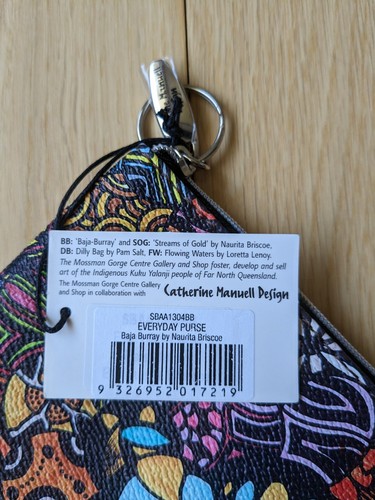 BB: 'Baja-Burray' and SOG: 'Streams of Gold' by Naurita Briscoe,
DB: Dilly Bag by Pam Salt, FW: Flowing Waters by Loretta Lenoy.
The Mossman Gorge Centre Gallery and Shop foster, develop and sell
art of the Indigenous Kuku Yalanji people of Far North Queensland.
The Mossman Gorge Centre Gallery
and Shop in collaboration with Catherine Manuell Design
SBAA1304BB
EVERYDAY PURSE
Baja Burray by Naurita Briscoe
9 326952 017219